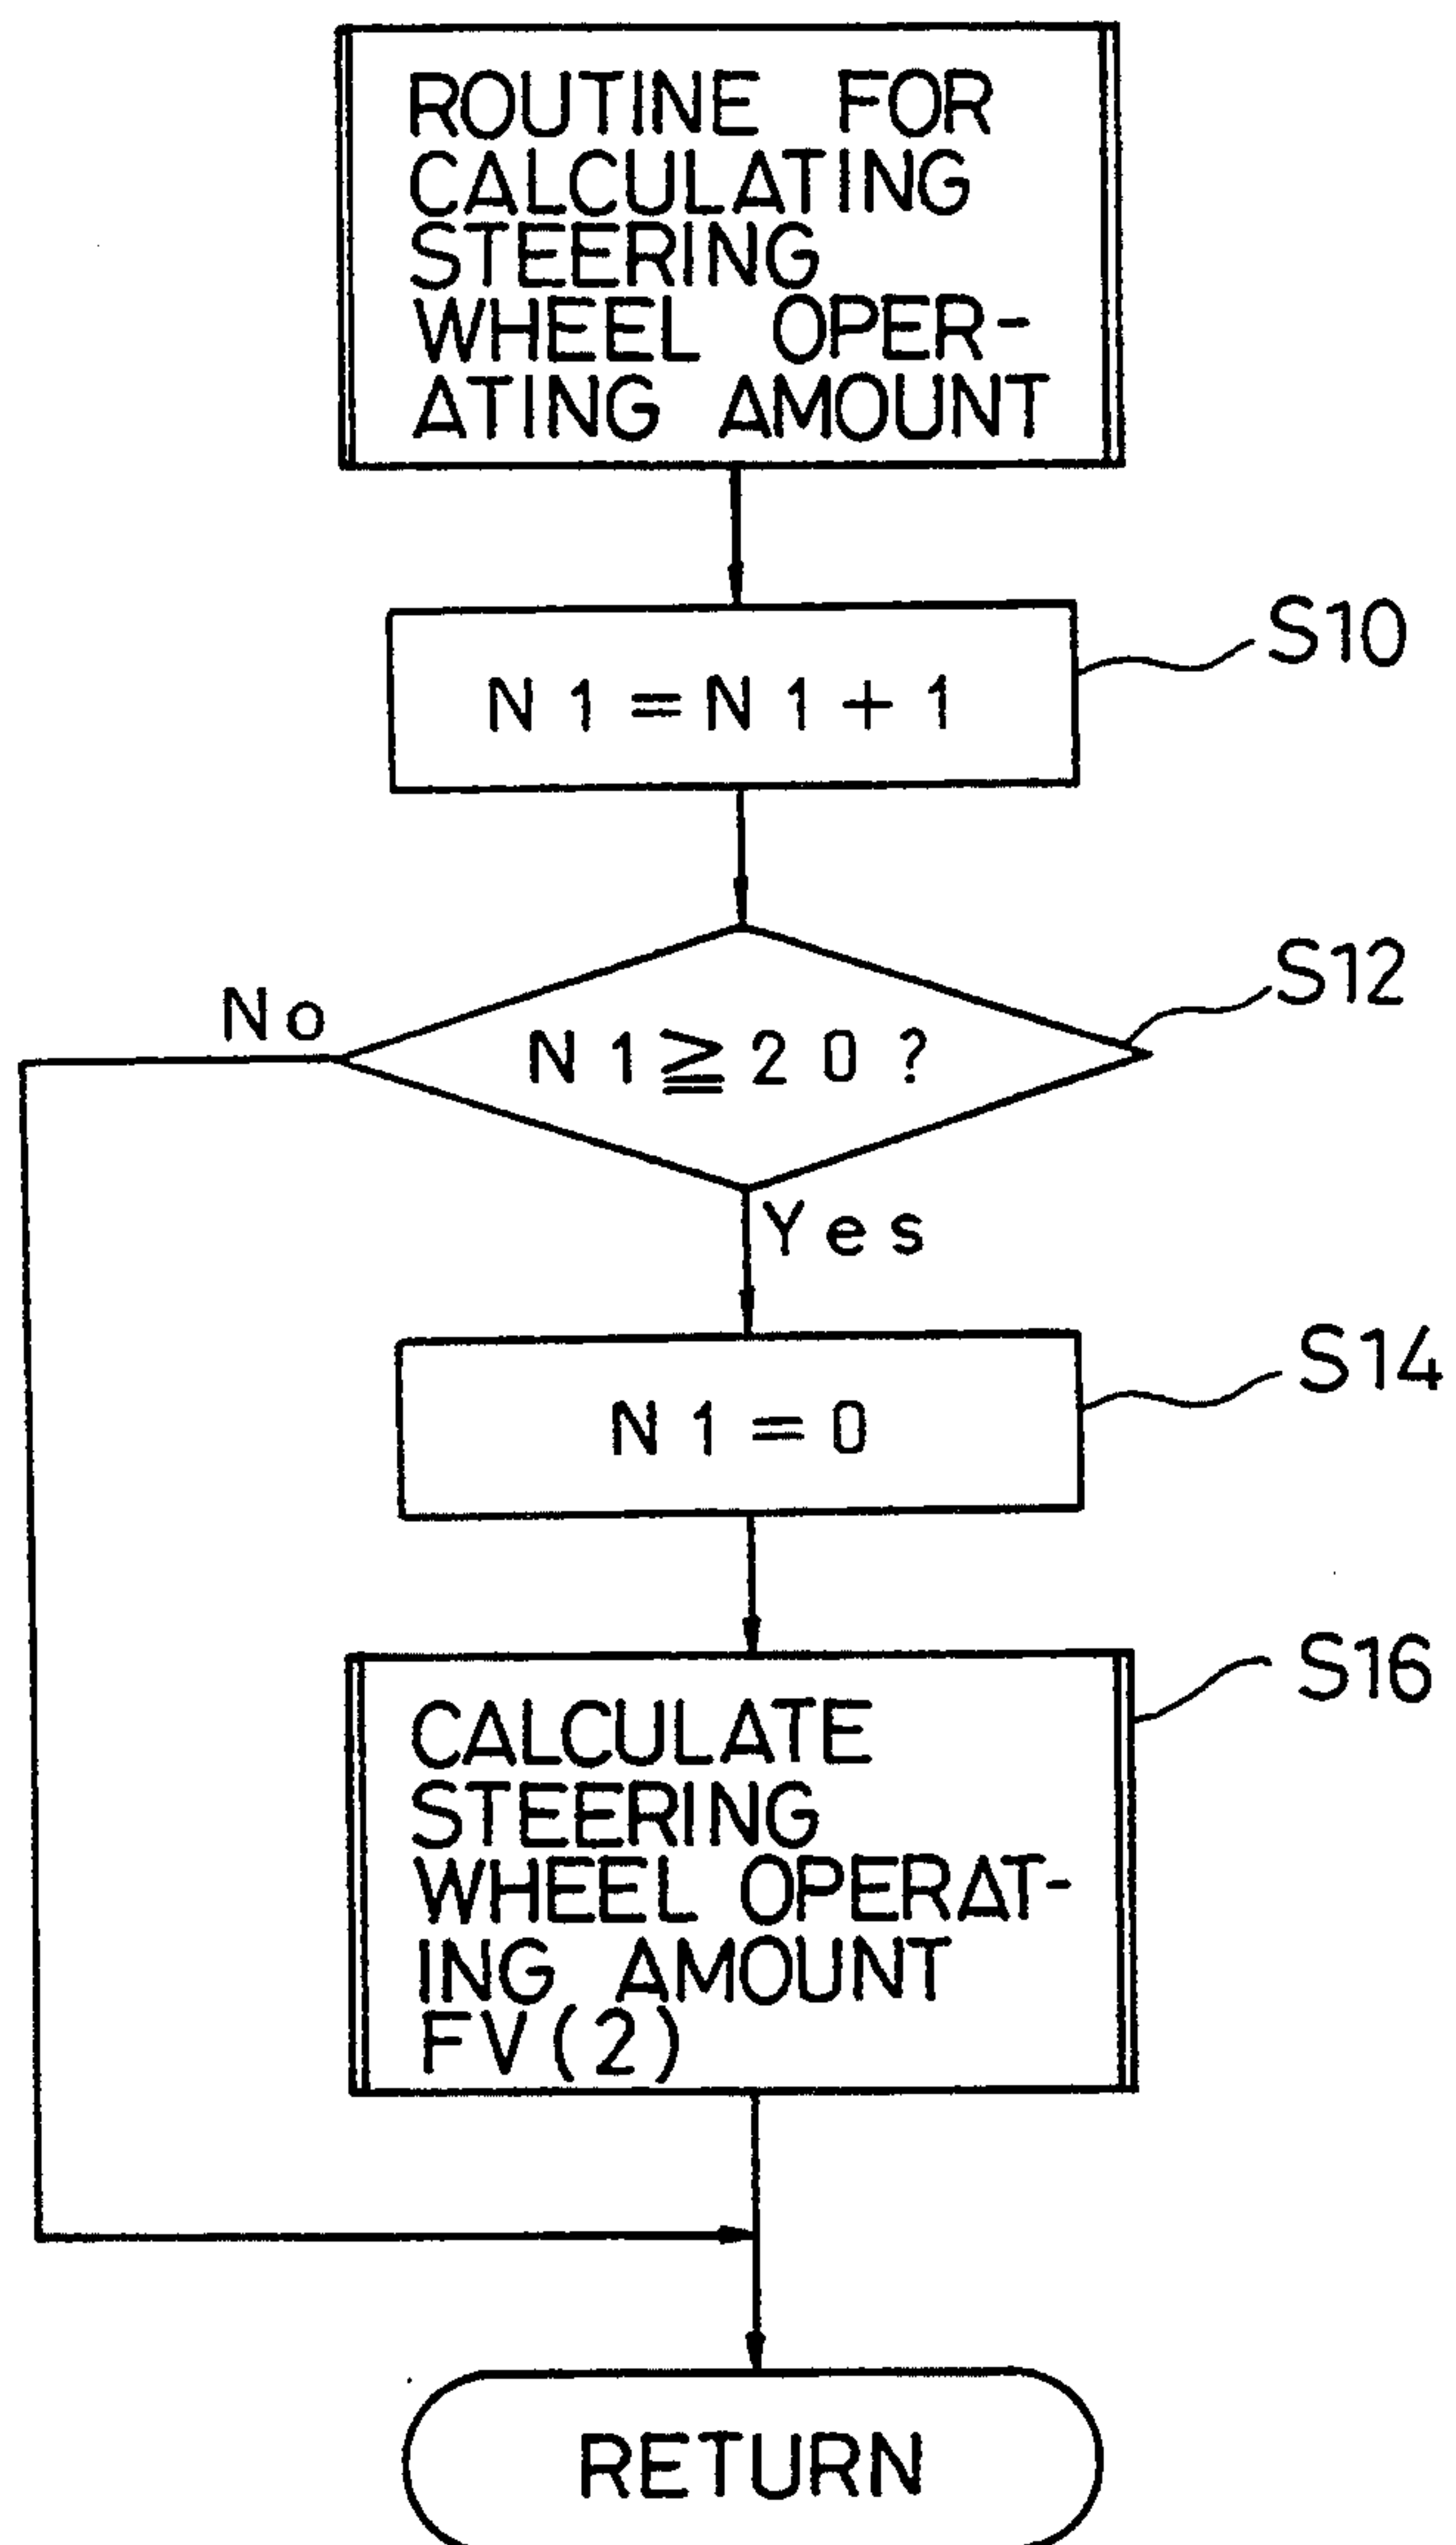 ROUTINE FOR
CALCULATING
STEERING
WHEEL OPER-
ATING AMOUNT
N1=N1+1
S10
S12
No
N1≧20?
Yes
N1=0
S14
S16
CALCULATE
STEERING
WHEEL OPERAT-
ING AMOUNT
FV(2)
RETURN